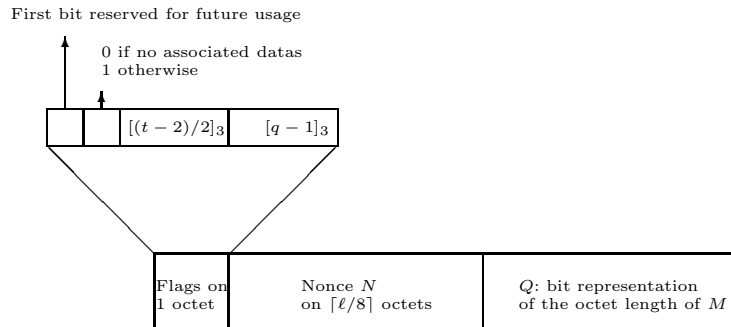 First bit reserved for future usage
0 if no associated datas
1 otherwise
[(t − 2)/2]₃ [q − 1]₃
Flags on
1 octet
Nonce N
on ⌈ℓ/8⌉ octets
Q: bit representation
of the octet length of M